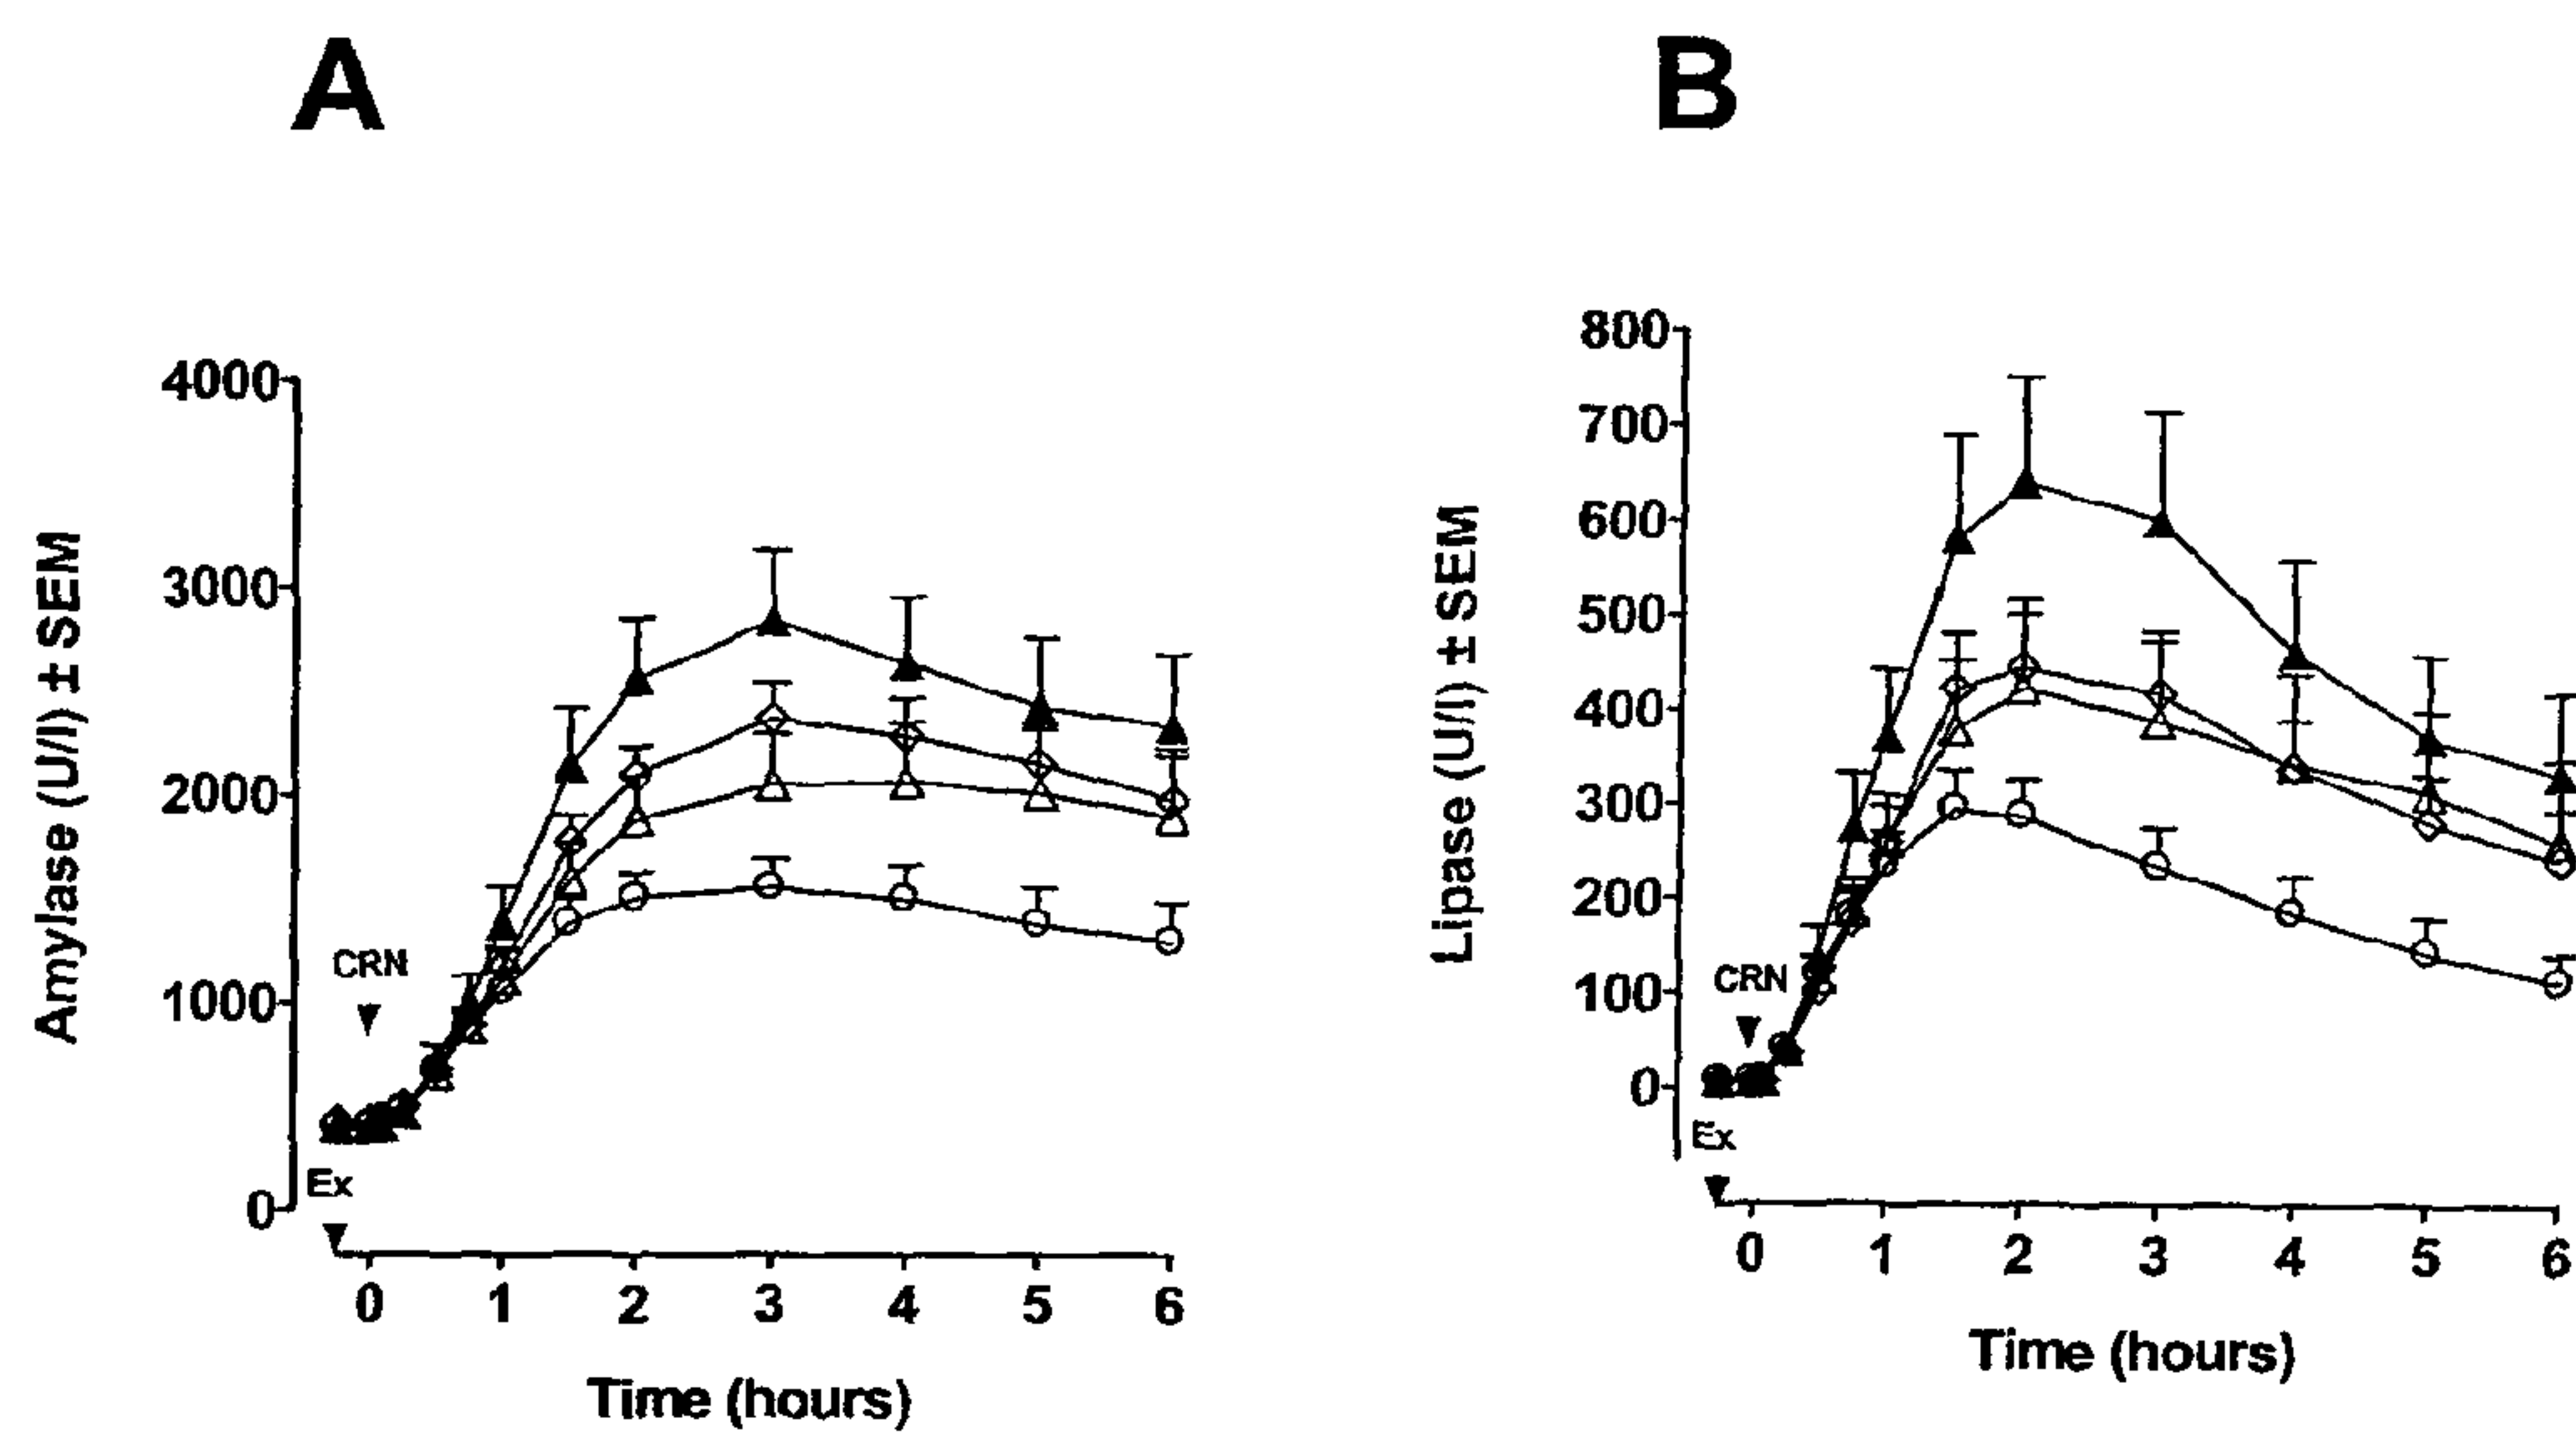 A
Amylase (U/l) ± SEM
4000
3000
2000
1000
0
CRN
Ex
0 1 2 3 4 5 6
Time (hours)
B
Lipase (U/l) ± SEM
800
700
600
500
400
300
200
100
0
CRN
Ex
0 1 2 3 4 5 6
Time (hours)